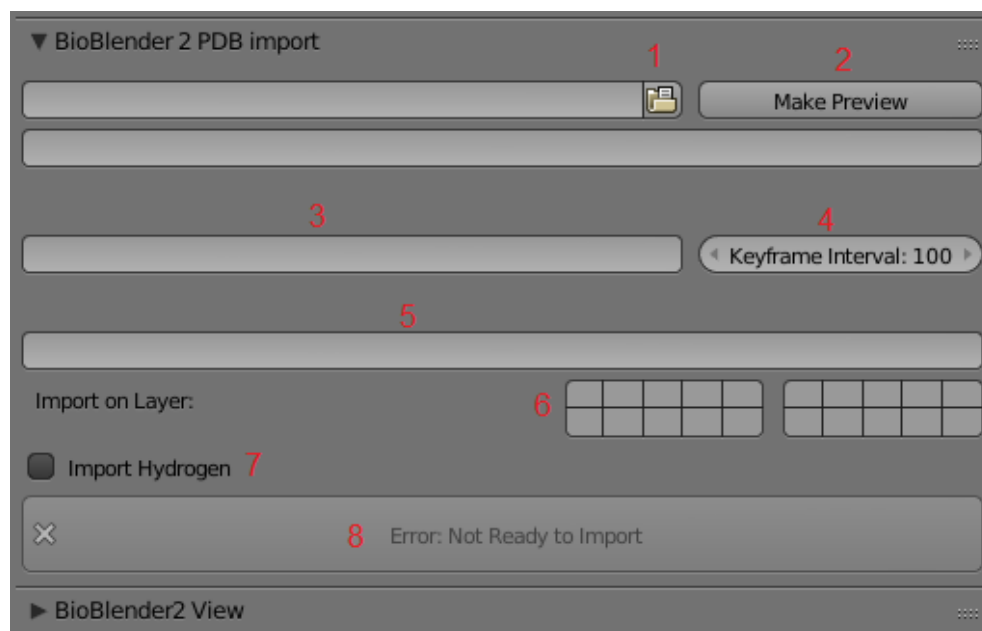 BioBlender 2 PDB import
1
2
Make Preview
3
4
Keyframe Interval: 100
5
Import on Layer:
6
Import Hydrogen 7
8 Error: Not Ready to Import
BioBlender2 View